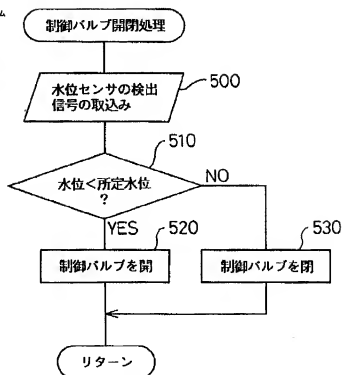 ム
制御バルブ開閉処理
水位センサの検出
信号の取込み
500
510
水位<所定水位
?
NO
YES
520
530
制御バルブを開
制御バルブを閉
リターン